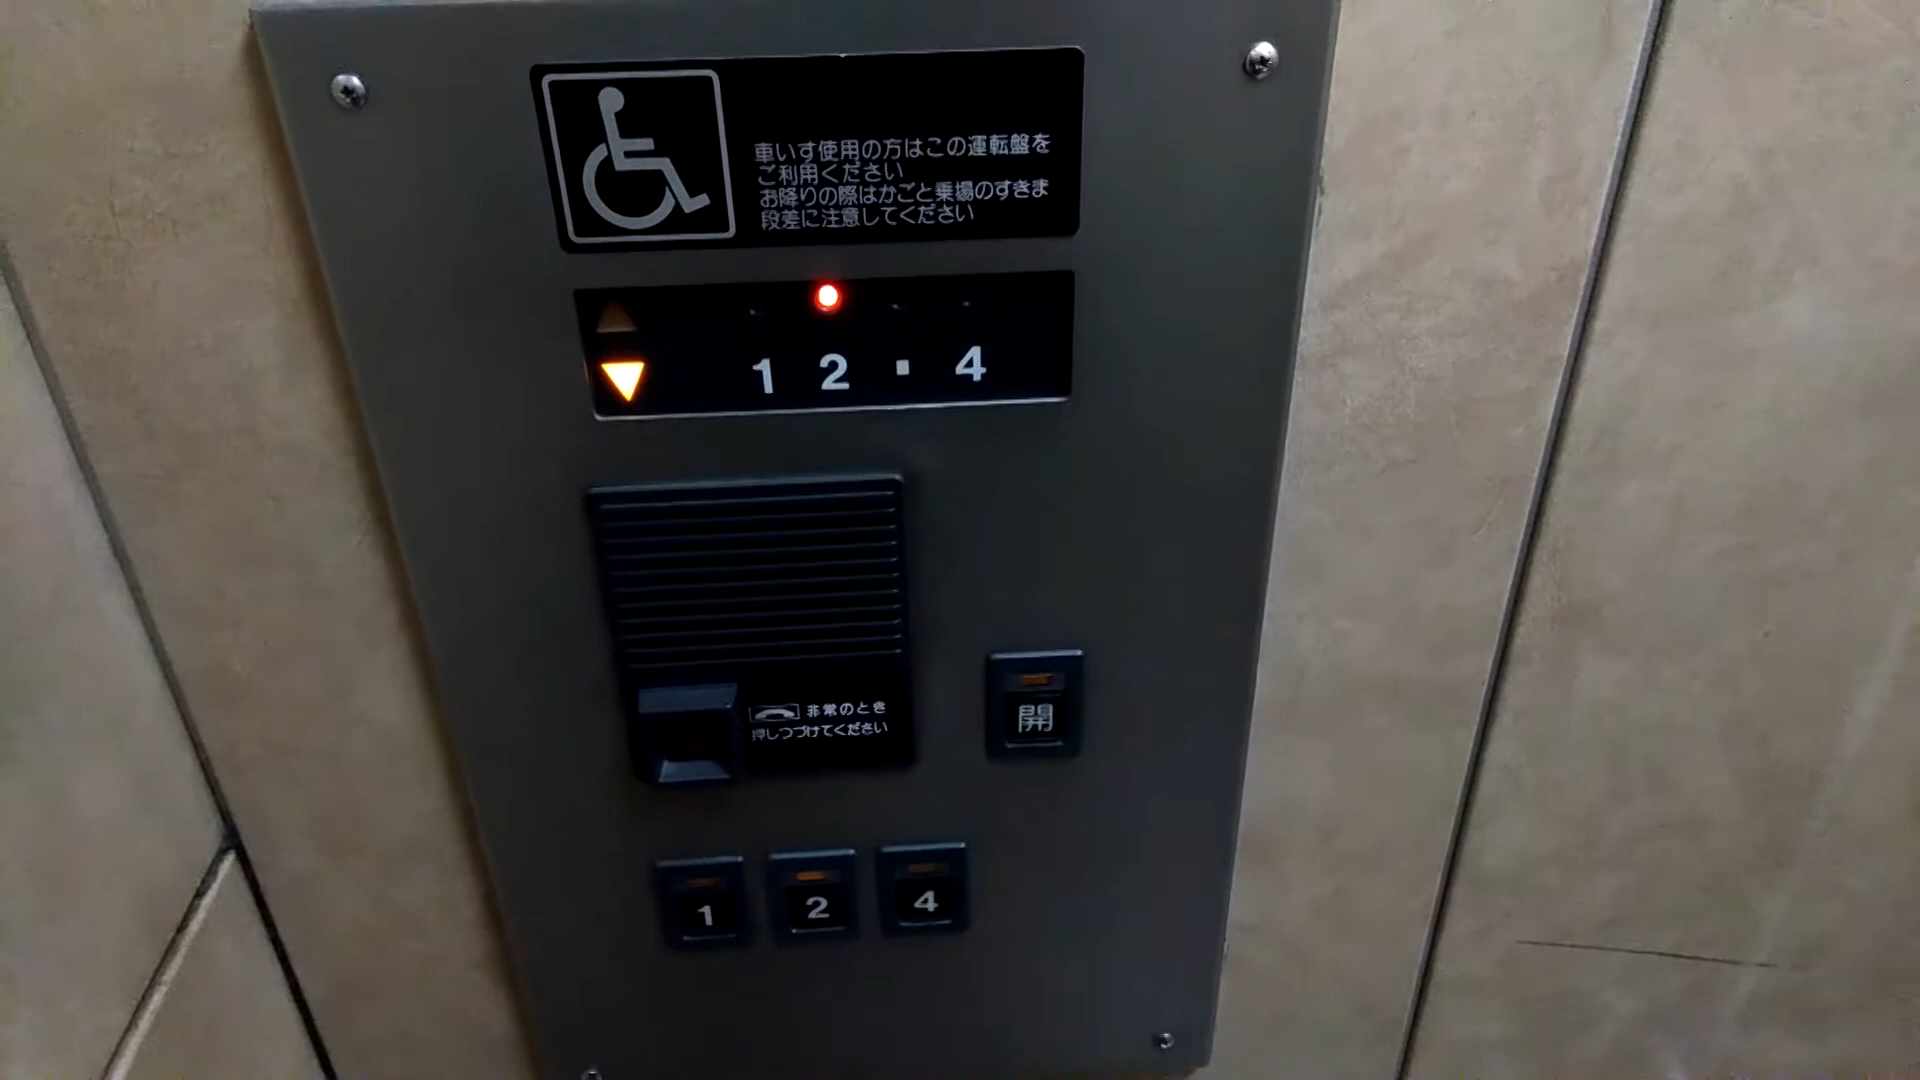 車いす使用の方はこの運転盤を
ご利用ください
お降りの際はかごと乗場のすきま
段差に注意してください
1 2 ▪ 4
非常のとき
押しつづけてください
開
1 2 4